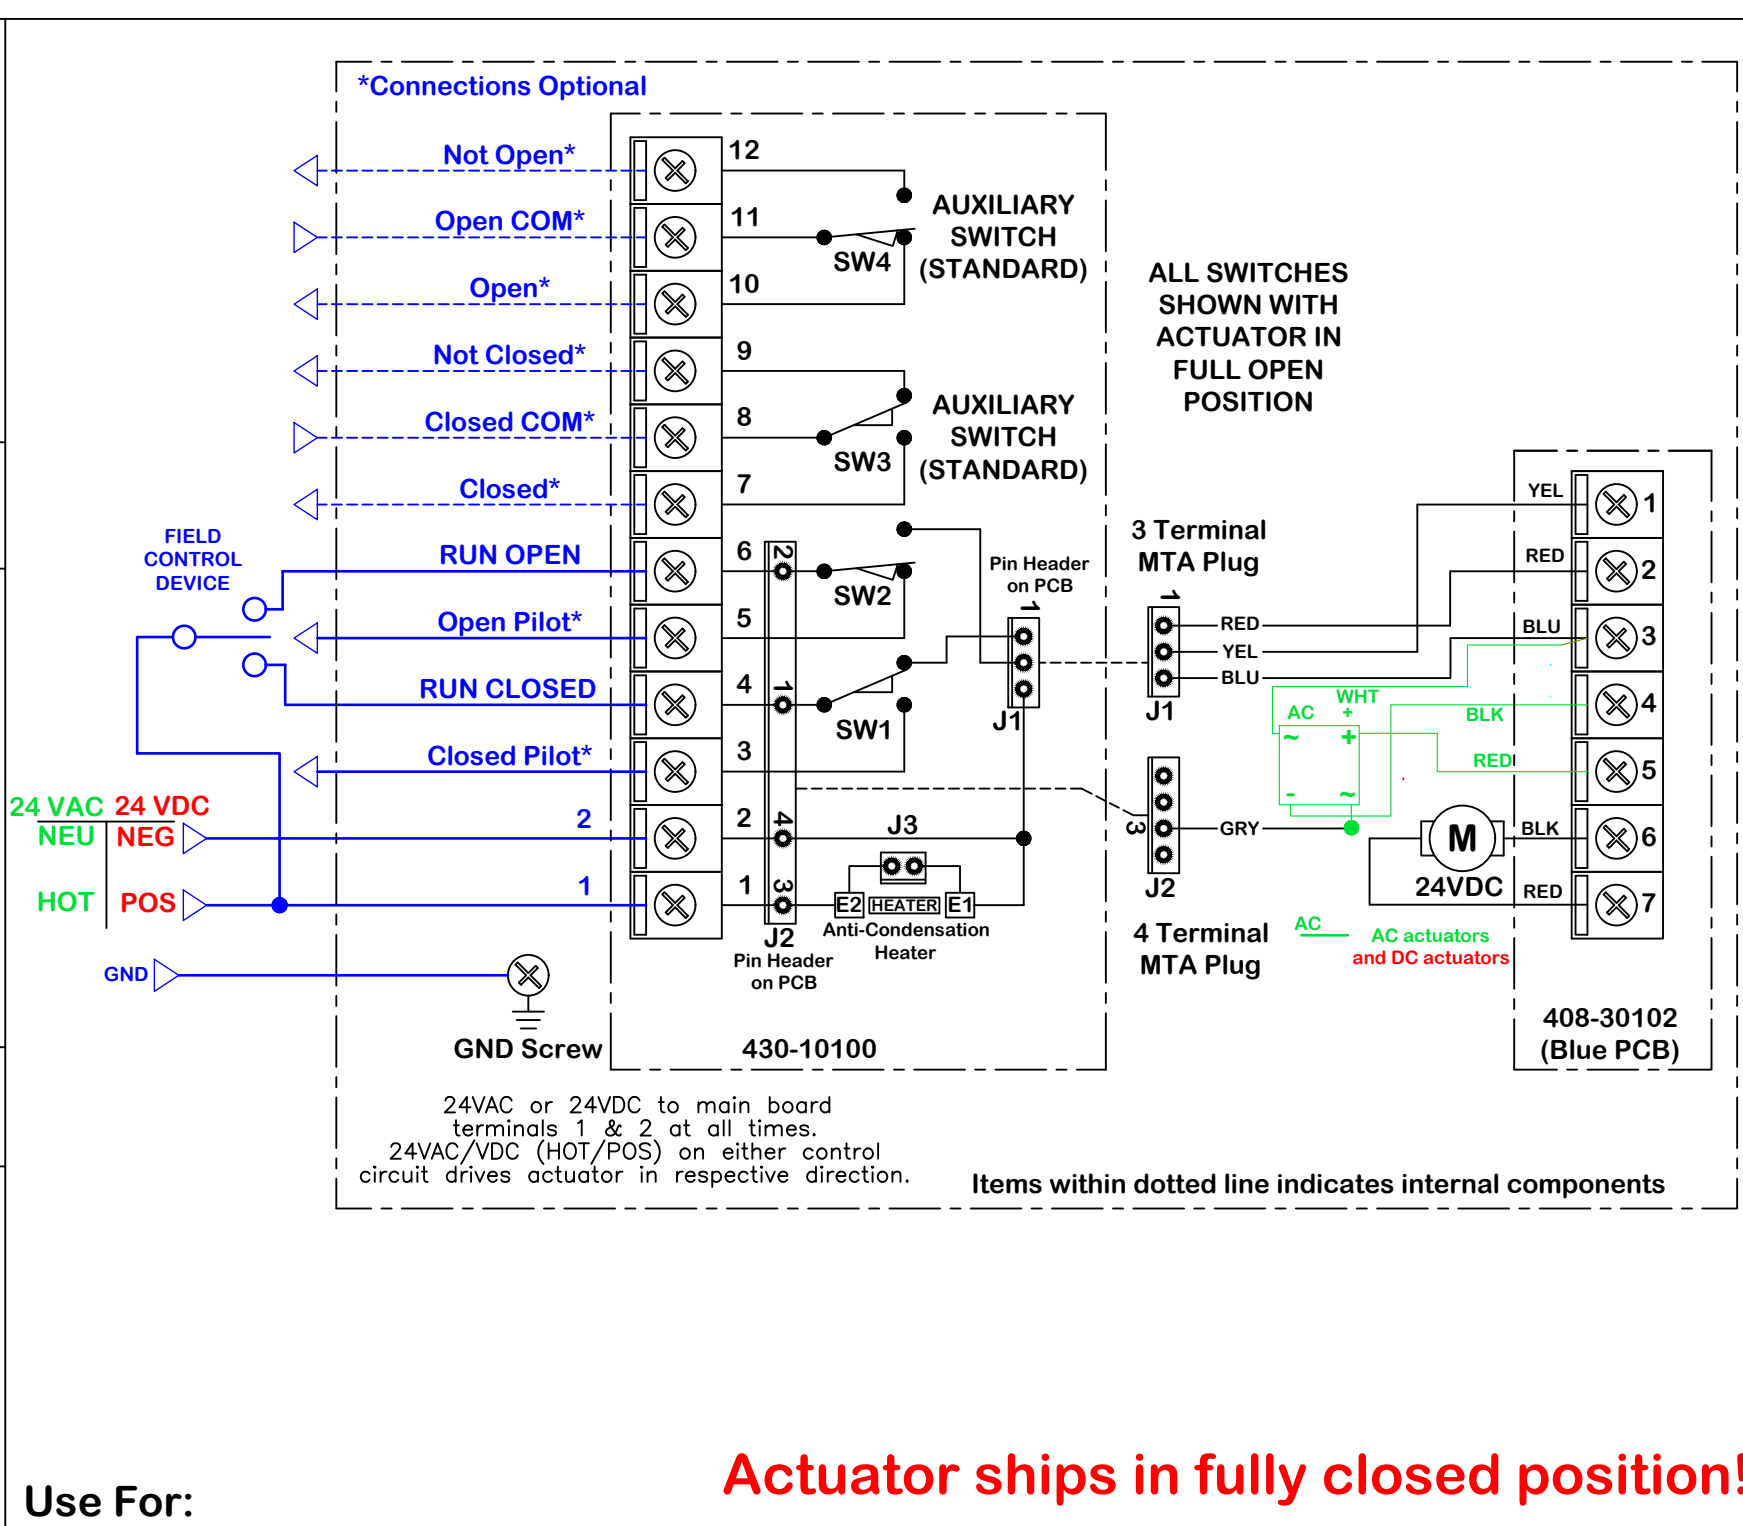 *Connections Optional
Not Open*
Open COM*
Open*
Not Closed*
Closed COM*
Closed*
RUN OPEN
Open Pilot*
RUN CLOSED
Closed Pilot*
FIELD
CONTROL
DEVICE
24 VAC 24 VDC
NEU NEG
HOT POS
GND
2
1
GND Screw
12
11
10
9
8
7
6
5
4
3
2
1
AUXILIARY
SWITCH
(STANDARD)
SW4
AUXILIARY
SWITCH
(STANDARD)
SW3
SW2
SW1
2
1
4
3
J2
Pin Header
on PCB
J3
E2 HEATER E1
Anti-Condensation
Heater
Pin Header
on PCB
1
J1
430-10100
ALL SWITCHES
SHOWN WITH
ACTUATOR IN
FULL OPEN
POSITION
3 Terminal
MTA Plug
1
RED
YEL
BLU
J1
3
GRY
J2
4 Terminal
MTA Plug
WHT
AC +
~ +
- ~
BLK
RED
M
24VDC
AC
AC actuators
and DC actuators
YEL
RED
BLU
BLK
RED
1
2
3
4
5
6
7
408-30102
(Blue PCB)
24VAC or 24VDC to main board
terminals 1 & 2 at all times.
24VAC/VDC (HOT/POS) on either control
circuit drives actuator in respective direction.
Items within dotted line indicates internal components
Actuator ships in fully closed position!
Use For: